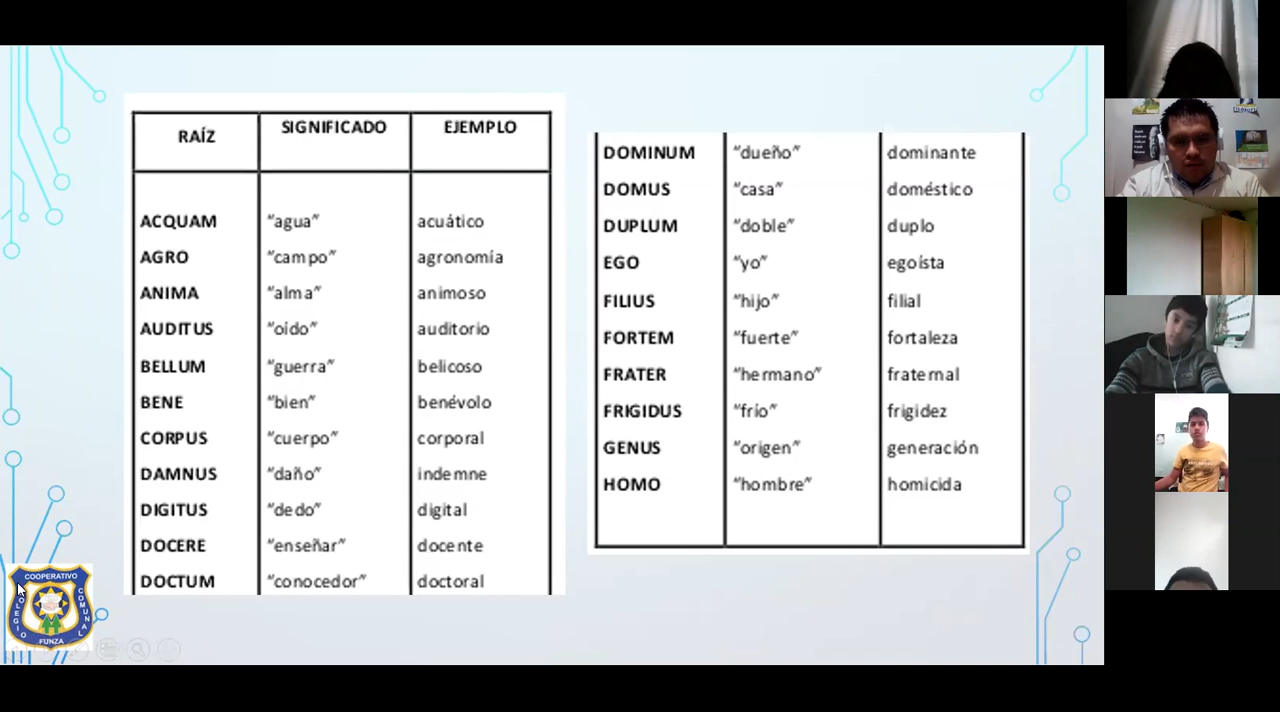 RAÍZ SIGNIFICADO EJEMPLO
ACQUAM “agua” acuático
AGRO “campo” agronomía
ANIMA “alma” animoso
AUDITUS “oído” auditorio
BELLUM “guerra” belicoso
BENE “bien” benévolo
CORPUS “cuerpo” corporal
DAMNUS “daño” indemne
DIGITUS “dedo” digital
DOCERE “enseñar” docente
DOCTUM “conocedor” doctoral
DOMINUM “dueño” dominante
DOMUS “casa” doméstico
DUPLUM “doble” duplo
EGO “yo” egoísta
FILIUS “hijo” filial
FORTEM “fuerte” fortaleza
FRATER “hermano” fraternal
FRIGIDUS “frío” frigidez
GENUS “origen” generación
HOMO “hombre” homicida
COLEGIO
COOPERATIVO
COMUNAL
FUNZA